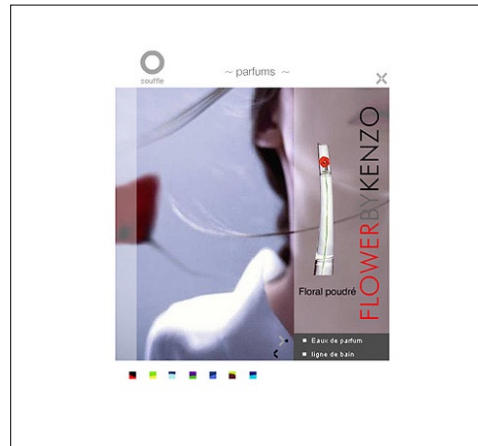 souffle
~ parfums ~
FLOWERBYKENZO
Floral poudré
Eaux de parfum
ligne de bain